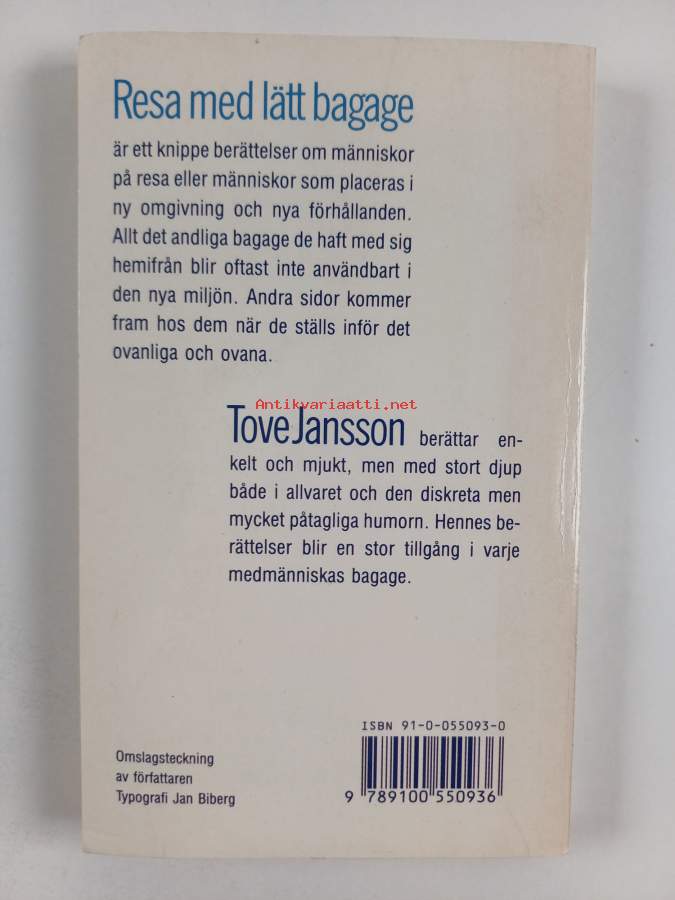 Resa med lätt bagage
är ett knippe berättelser om människor
på resa eller människor som placeras i
ny omgivning och nya förhållanden.
Allt det andliga bagage de haft med sig
hemifrån blir oftast inte användbart i
den nya miljön. Andra sidor kommer
fram hos dem när de ställs inför det
ovanliga och ovana.
Antikvariaatti.net
Tove Jansson berättar en-
kelt och mjukt, men med stort djup
både i allvaret och den diskreta men
mycket påtagliga humorn. Hennes be-
rättelser blir en stor tillgång i varje
medmänniskas bagage.
ISBN 91-0-055093-0
Omslagsteckning
av författaren
Typografi Jan Biberg
9 789100 550936